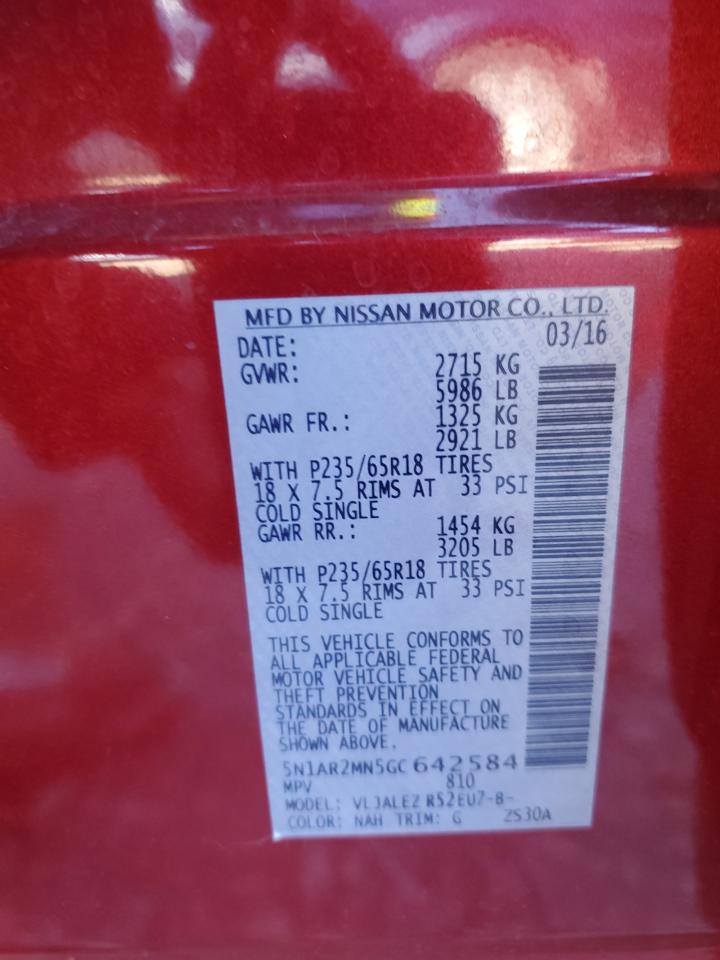 MFD BY NISSAN MOTOR CO., LTD.
DATE: 03/16
GVWR: 2715 KG
5986 LB
GAWR FR.: 1325 KG
2921 LB
WITH P235/65R18 TIRES
18 X 7.5 RIMS AT 33 PSI
COLD SINGLE
GAWR RR.: 1454 KG
3205 LB
WITH P235/65R18 TIRES
18 X 7.5 RIMS AT 33 PSI
COLD SINGLE
THIS VEHICLE CONFORMS TO
ALL APPLICABLE FEDERAL
MOTOR VEHICLE SAFETY AND
THEFT PREVENTION
STANDARDS IN EFFECT ON
THE DATE OF MANUFACTURE
SHOWN ABOVE.
5N1AR2MN5GC642584
MPV 810
MODEL: VLJALEZ R52EU7-B-
COLOR: NAH TRIM: G ZS30A